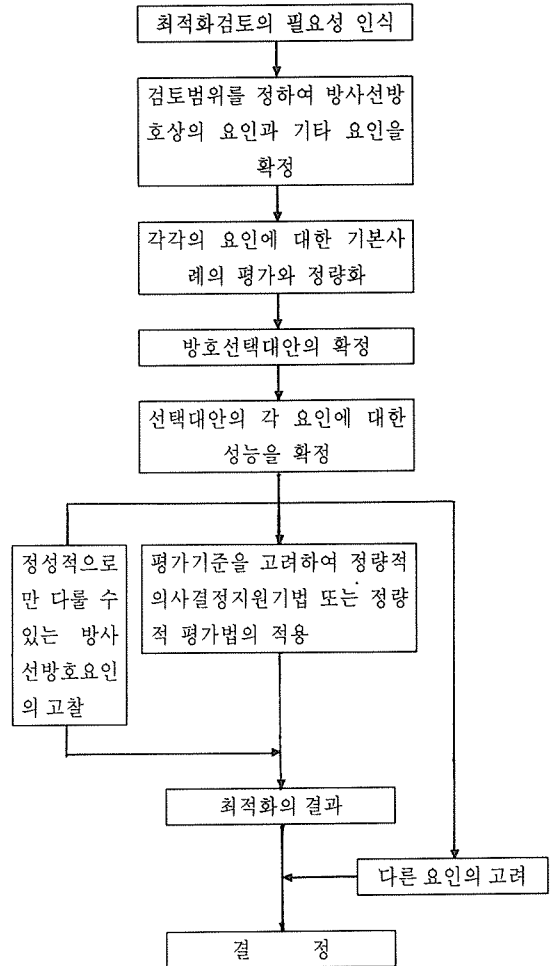 최적화검토의 필요성 인식
검토범위를 정하여 방사선방
호상의 요인과 기타 요인을
확정
각각의 요인에 대한 기본사
례의 평가와 정량화
방호선택대안의 확정
선택대안의 각 요인에 대한
성능을 확정
정성적으로
만 다룰 수
있는 방사
선방호요인
의 고찰
평가기준을 고려하여 정량적
의사결정지원기법 또는 정량
적 평가법의 적용
최적화의 결과
다른 요인의 고려
결 정